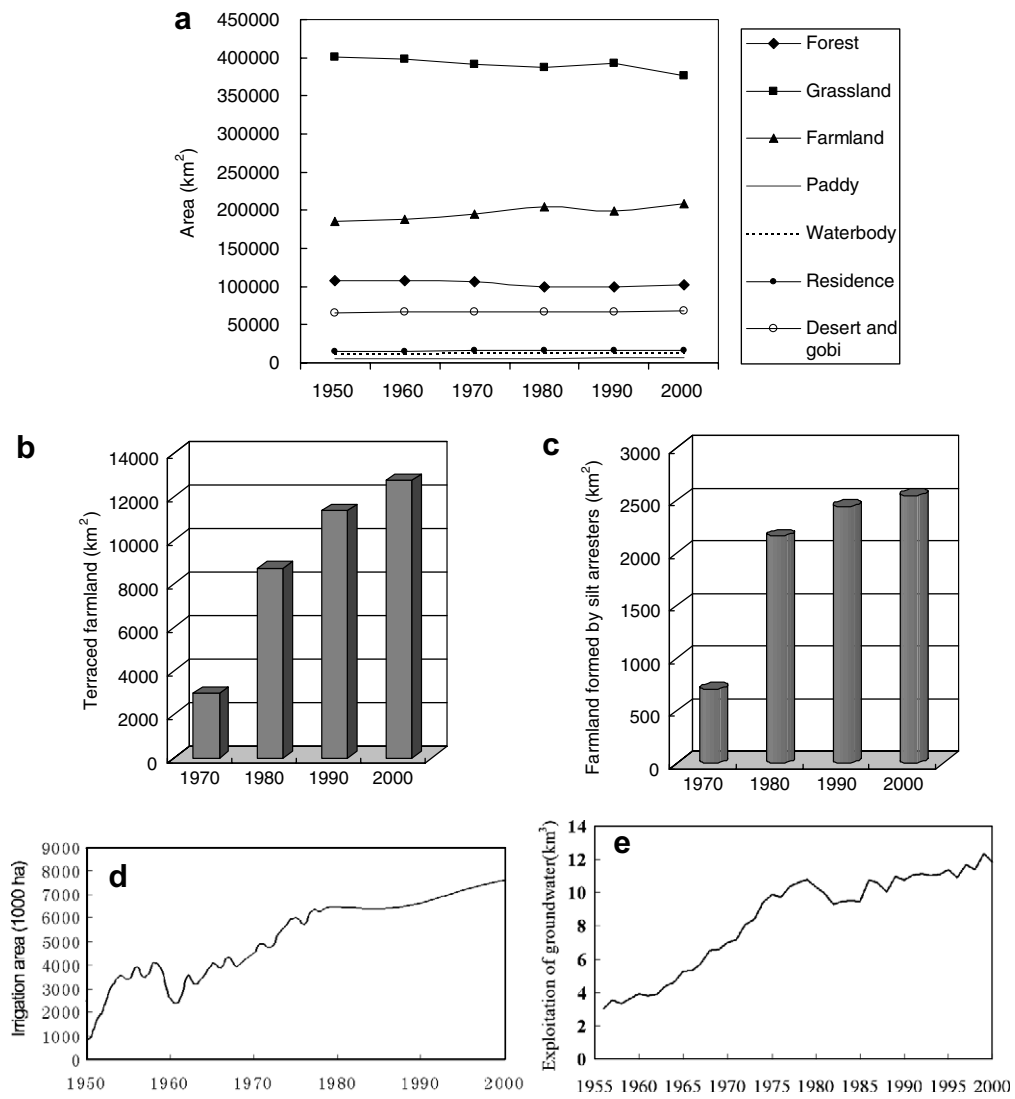 a
450000
400000
350000
300000
250000
200000
150000
100000
50000
0
Area (km²)
1950 1960 1970 1980 1990 2000
Forest
Grassland
Farmland
Paddy
Waterbody
Residence
Desert and
gobi
b
14000
12000
10000
8000
6000
4000
2000
0
Terraced farmland (km²)
1970 1980 1990 2000
c
3000
2500
2000
1500
1000
500
0
Farmland formed by silt arresters (km²)
1970 1980 1990 2000
d
9000
8000
7000
6000
5000
4000
3000
2000
1000
0
Irrigation area (1000 ha)
1950 1960 1970 1980 1990 2000
e
14
12
10
8
6
4
2
0
Exploitation of groundwater(km³)
1955 1960 1965 1970 1975 1980 1985 1990 1995 2000